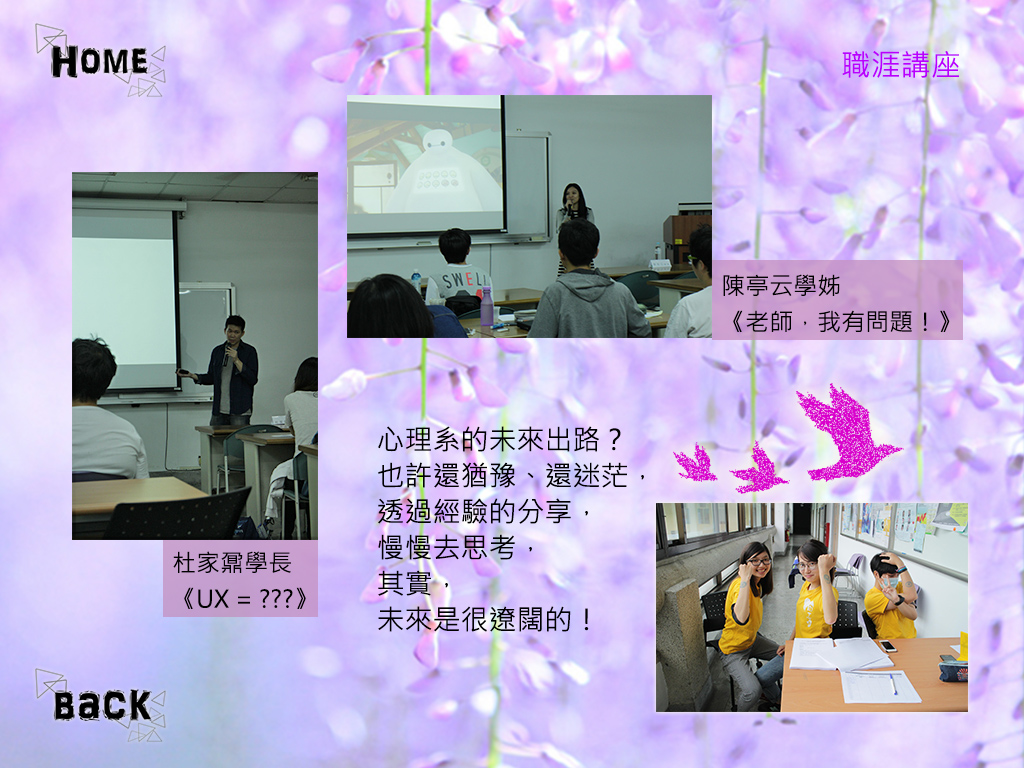 HOME
職涯講座
陳亭云學姊
《老師，我有問題！》
SWELL
心理系的未來出路？
也許還猶豫、還迷茫，
透過經驗的分享，
慢慢去思考，
其實，
未來是很遼闊的！
杜家鼐學長
《UX = ???》
BACK